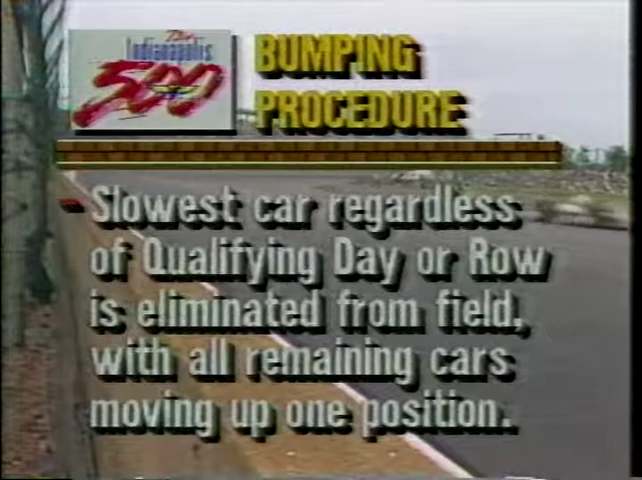 The
Indianapolis
500
BUMPING
PROCEDURE
Slowest car regardless
of Qualifying Day or Row
is eliminated from field,
with all remaining cars
moving up one position.